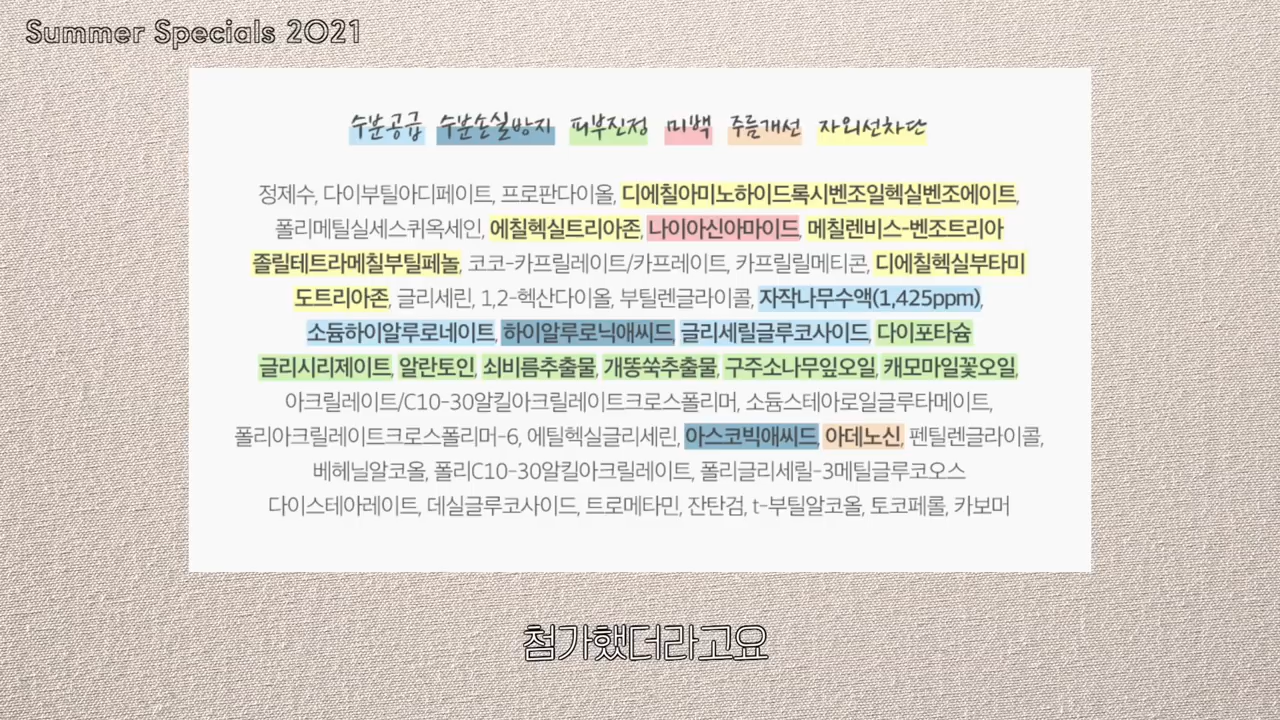 Summer Specials 2021
수분공급 수분손실방지 피부진정 미백 주름개선 자외선차단
정제수, 다이부틸아디페이트, 프로판다이올, 디에칠아미노하이드록시벤조일헥실벤조에이트,
폴리메틸실세스퀴옥세인, 에칠헥실트리아존, 나이아신아마이드, 메칠렌비스-벤조트리아
졸릴테트라메칠부틸페놀, 코코-카프릴레이트/카프레이트, 카프릴릴메티콘, 디에칠헥실부타미
도트리아존, 글리세린, 1,2-헥산다이올, 부틸렌글라이콜, 자작나무수액(1,425ppm),
소듐하이알루로네이트, 하이알루로닉애씨드, 글리세릴글루코사이드, 다이포타슘
글리시리제이트, 알란토인, 쇠비름추출물, 개똥쑥추출물, 구주소나무잎오일, 캐모마일꽃오일,
아크릴레이트/C10-30알킬아크릴레이트크로스폴리머, 소듐스테아로일글루타메이트,
폴리아크릴레이트크로스폴리머-6, 에틸헥실글리세린, 아스코빅애씨드, 아데노신, 펜틸렌글라이콜,
베헤닐알코올, 폴리C10-30알킬아크릴레이트, 폴리글리세릴-3메틸글루코오스
다이스테아레이트, 데실글루코사이드, 트로메타민, 잔탄검, t-부틸알코올, 토코페롤, 카보머
첨가했더라고요